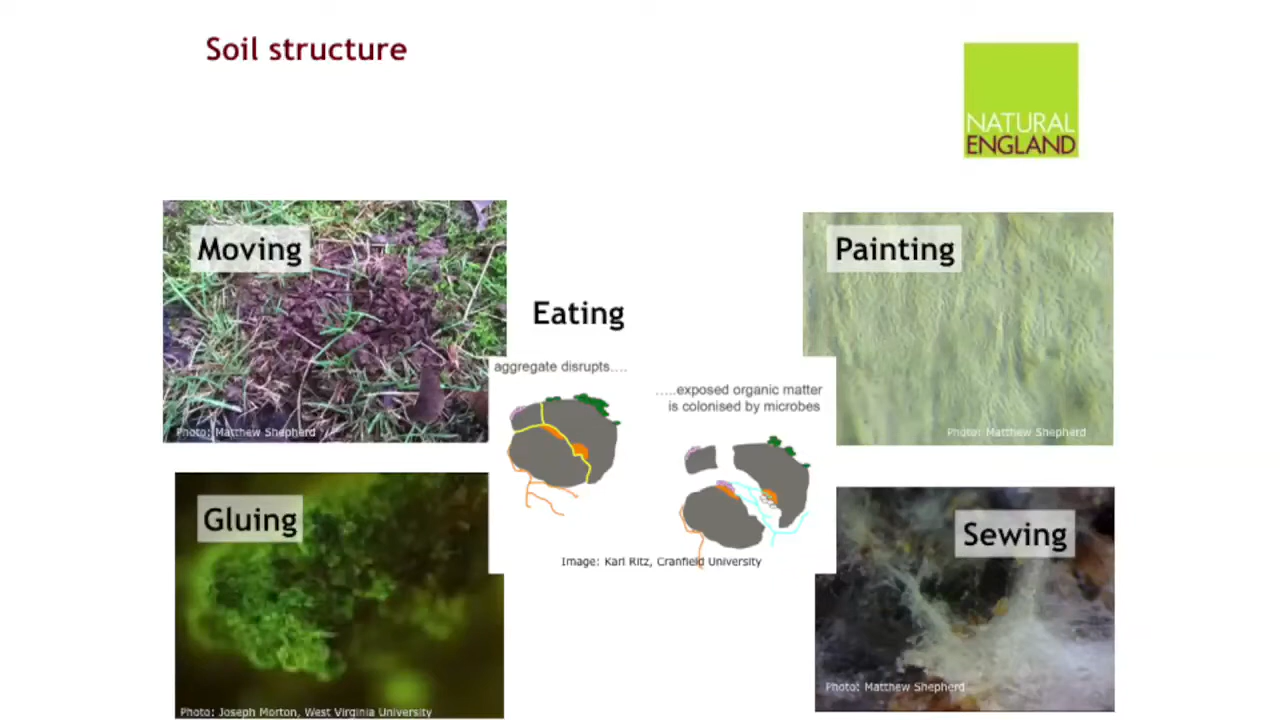 Soil structure
NATURAL
ENGLAND
Moving
Painting
Eating
aggregate disrupts….
…..exposed organic matter
is colonised by microbes
Photo: Matthew Shepherd
Photo: Matthew Shepherd
Gluing
Sewing
Image: Karl Ritz, Cranfield University
Photo: Matthew Shepherd
Photo: Joseph Morton, West Virginia University